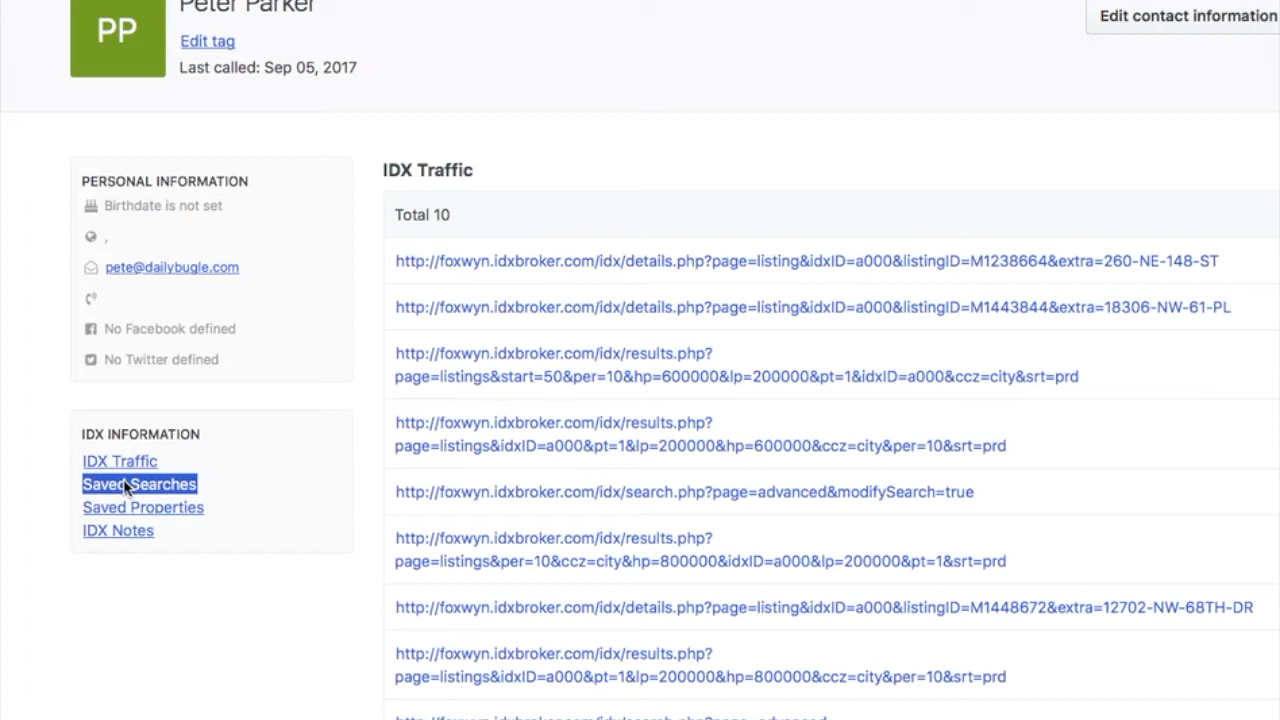 PP
Peter Parker
Edit tag
Last called: Sep 05, 2017
Edit contact information
PERSONAL INFORMATION
Birthdate is not set
,
pete@dailybugle.com
No Facebook defined
No Twitter defined
IDX INFORMATION
IDX Traffic
Saved Searches
Saved Properties
IDX Notes
IDX Traffic
Total 10
http://foxwyn.idxbroker.com/idx/details.php?page=listing&idxID=a000&listingID=M1238664&extra=260-NE-148-ST
http://foxwyn.idxbroker.com/idx/details.php?page=listing&idxID=a000&listingID=M1443844&extra=18306-NW-61-PL
http://foxwyn.idxbroker.com/idx/results.php?
page=listings&start=50&per=10&hp=600000&lp=200000&pt=1&idxID=a000&ccz=city&srt=prd
http://foxwyn.idxbroker.com/idx/results.php?
page=listings&idxID=a000&pt=1&lp=200000&hp=600000&ccz=city&per=10&srt=prd
http://foxwyn.idxbroker.com/idx/search.php?page=advanced&modifySearch=true
http://foxwyn.idxbroker.com/idx/results.php?
page=listings&per=10&ccz=city&hp=800000&idxID=a000&lp=200000&pt=1&srt=prd
http://foxwyn.idxbroker.com/idx/details.php?page=listing&idxID=a000&listingID=M1448672&extra=12702-NW-68TH-DR
http://foxwyn.idxbroker.com/idx/results.php?
page=listings&idxID=a000&pt=1&lp=200000&hp=800000&ccz=city&per=10&srt=prd
http://foxwyn.idxbroker.com/idx/search.php?page=advanced